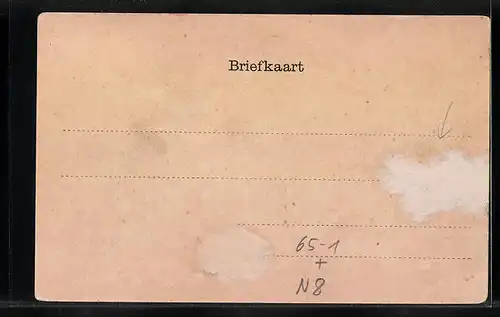 Briefkaart
65-1
+
N8